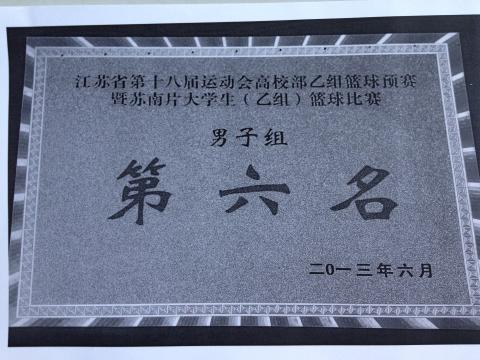 江苏省第十八届运动会高校部乙组篮球预赛
暨苏南片大学生（乙组）篮球比赛
男子组
第六名
二0一三年六月